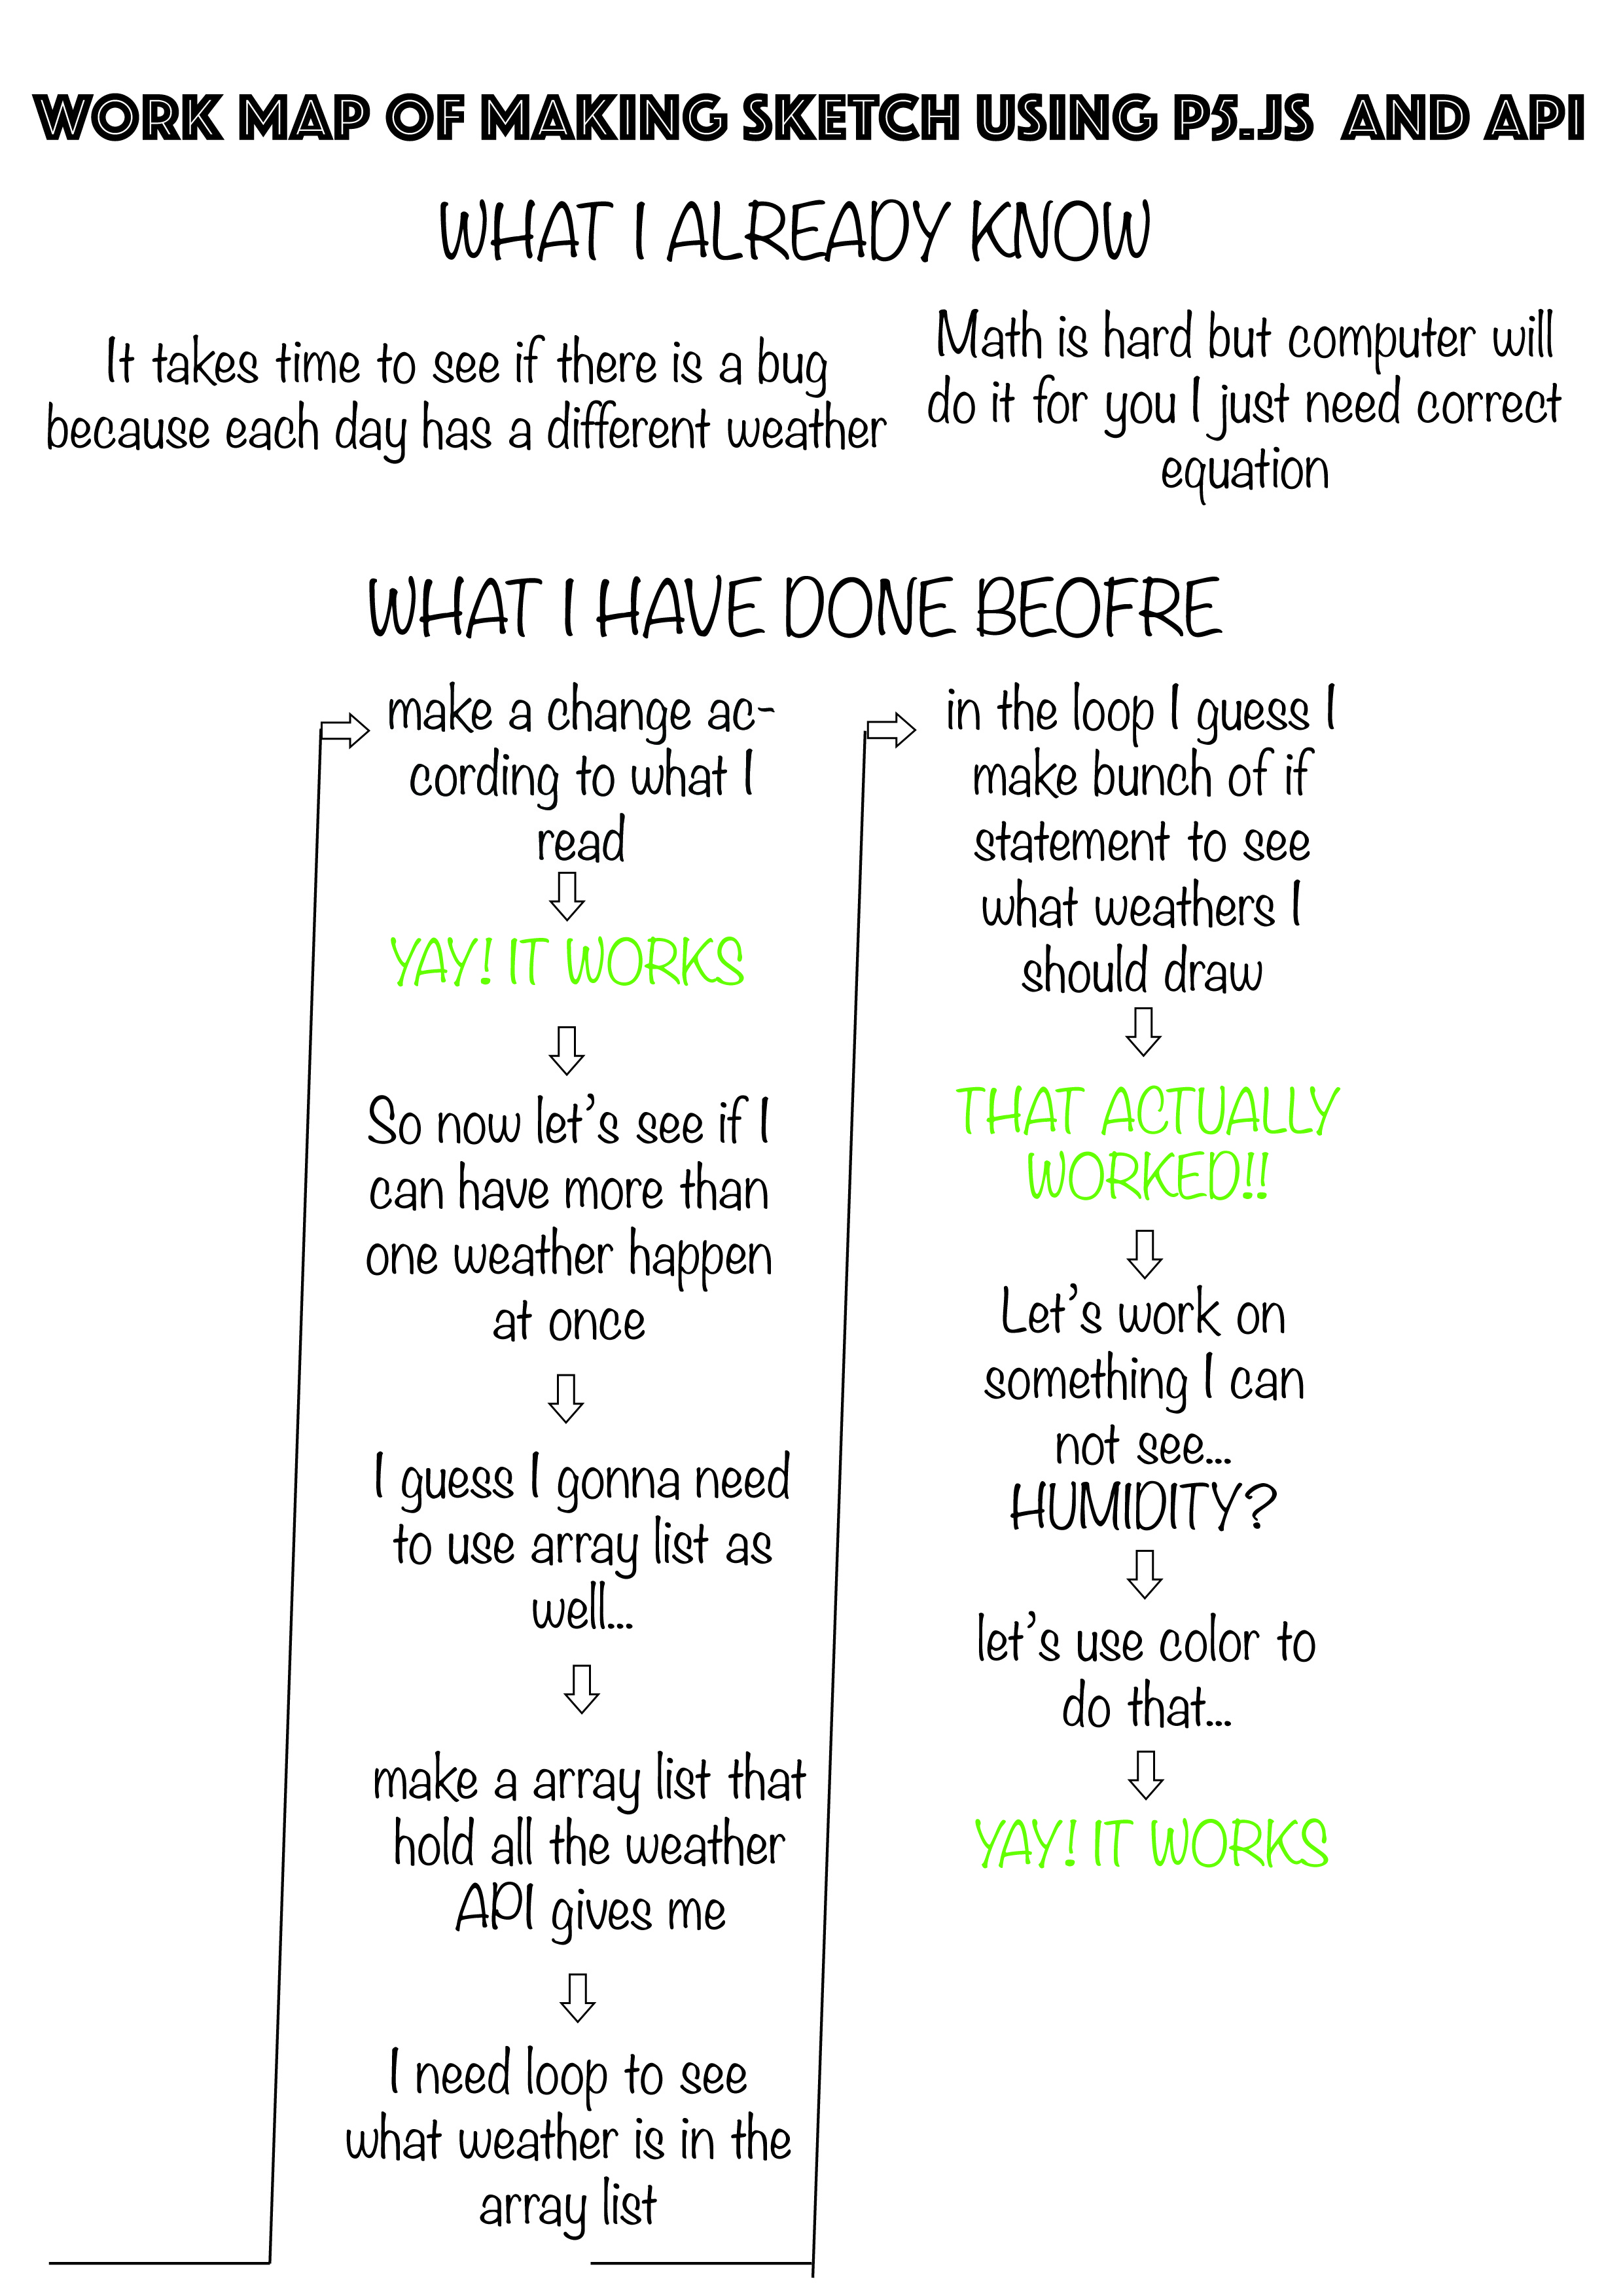 WORK MAP OF MAKING SKETCH USING P5.JS AND API
WHAT I ALREADY KNOW
It takes time to see if there is a bug
because each day has a different weather
Math is hard but computer will
do it for you I just need correct
equation
WHAT I HAVE DONE BEOFRE
make a change ac-
cording to what I
read
YAY! IT WORKS
So now let's see if I
can have more than
one weather happen
at once
I guess I gonna need
to use array list as
well...
make a array list that
hold all the weather
API gives me
I need loop to see
what weather is in the
array list
in the loop I guess I
make bunch of if
statement to see
what weathers I
should draw
THAT ACTUALLY
WORKED!!
Let's work on
something I can
not see...
HUMIDITY?
let's use color to
do that...
YAY! IT WORKS